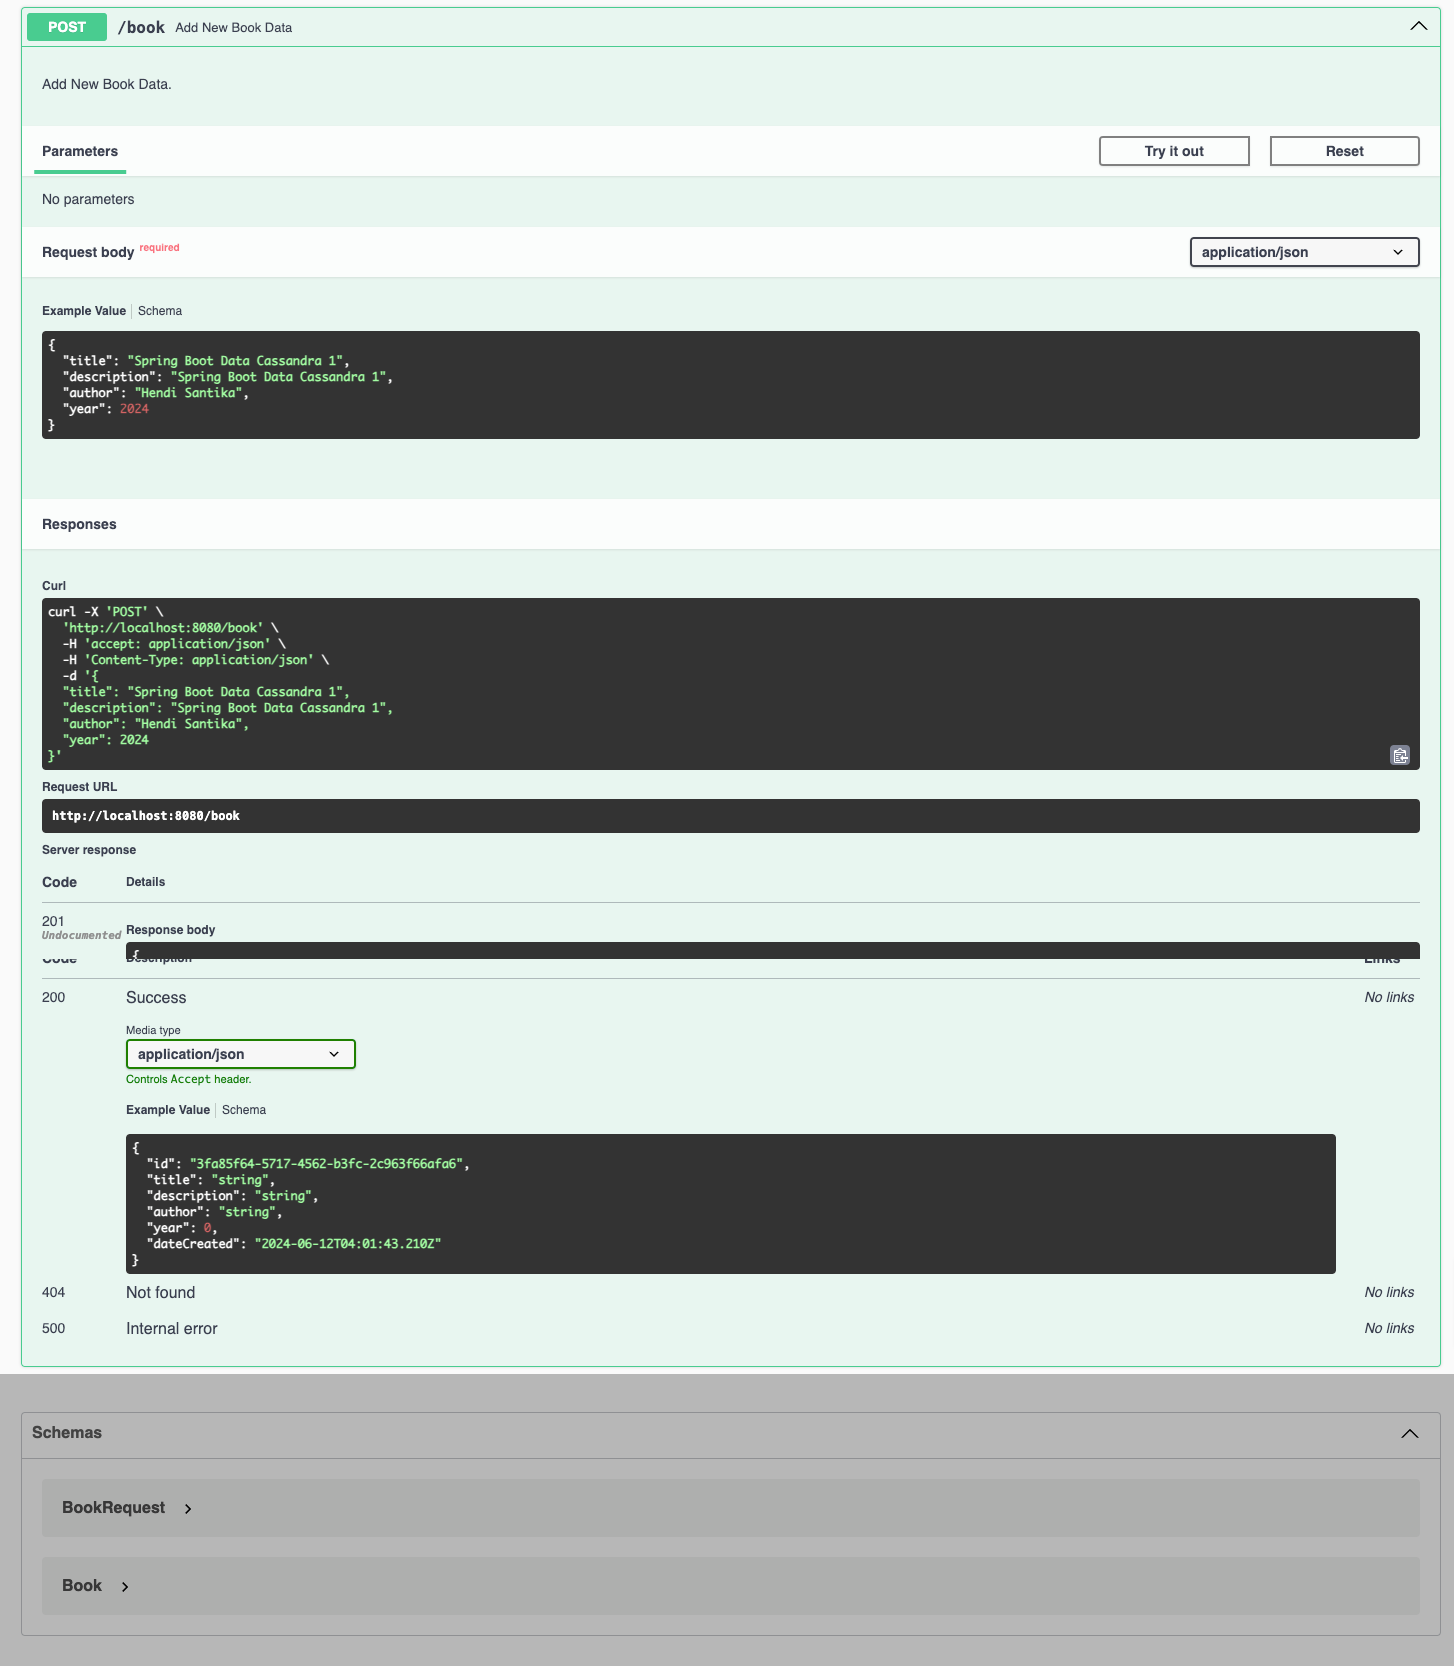 POST /book Add New Book Data
Add New Book Data.
Parameters
Try it out
Reset
No parameters
Request body required
application/json
Example Value Schema
{
"title": "Spring Boot Data Cassandra 1",
"description": "Spring Boot Data Cassandra 1",
"author": "Hendi Santika",
"year": 2024
}
Responses
Curl
curl -X 'POST' \
'http://localhost:8080/book' \
-H 'accept: application/json' \
-H 'Content-Type: application/json' \
-d '{
"title": "Spring Boot Data Cassandra 1",
"description": "Spring Boot Data Cassandra 1",
"author": "Hendi Santika",
"year": 2024
}'
Request URL
http://localhost:8080/book
Server response
Code Details
201
Undocumented
Response body
{
Code Description Links
200 Success No links
Media type
application/json
Controls Accept header.
Example Value Schema
{
"id": "3fa85f64-5717-4562-b3fc-2c963f66afa6",
"title": "string",
"description": "string",
"author": "string",
"year": 0,
"dateCreated": "2024-06-12T04:01:43.210Z"
}
404 Not found No links
500 Internal error No links
Schemas
BookRequest
Book